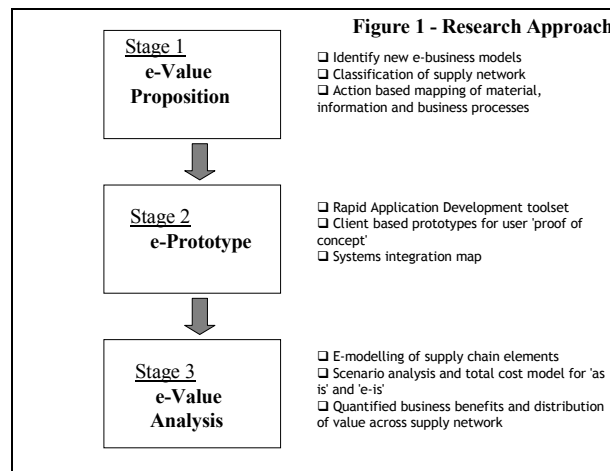 Figure 1 - Research Approach
Stage 1
e-Value
Proposition
❑ Identify new e-business models
❑ Classification of supply network
❑ Action based mapping of material,
information and business processes
Stage 2
e-Prototype
❑ Rapid Application Development toolset
❑ Client based prototypes for user 'proof of
concept'
❑ Systems integration map
Stage 3
e-Value
Analysis
❑ E-modelling of supply chain elements
❑ Scenario analysis and total cost model for 'as
is' and 'e-is'
❑ Quantified business benefits and distribution
of value across supply network